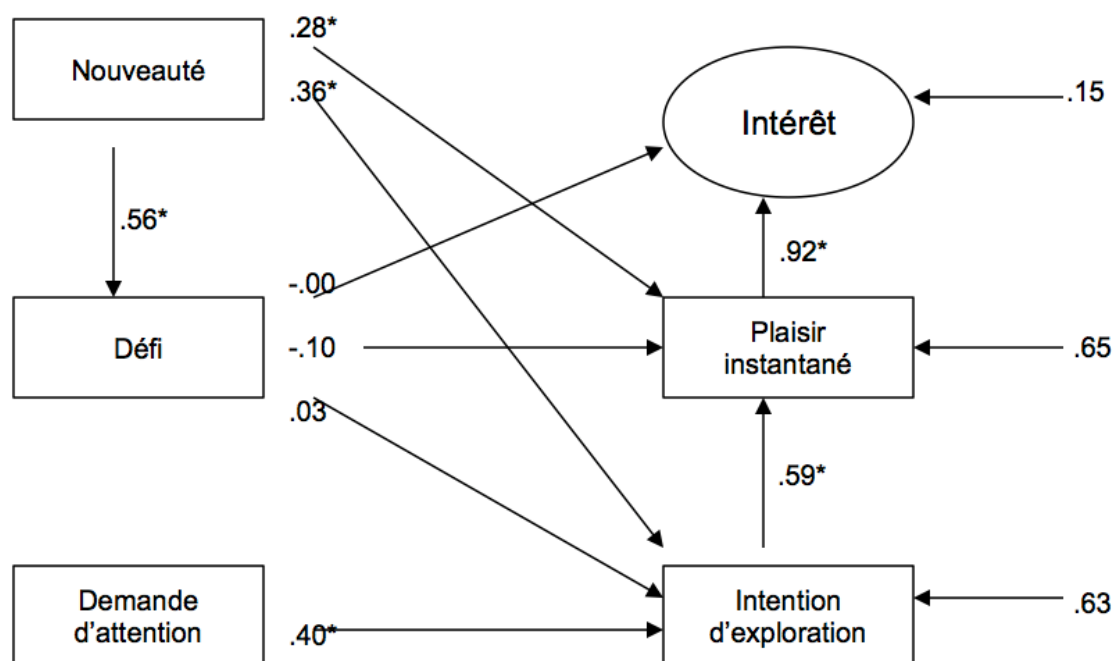 .28*
Nouveauté
.36*
Intérêt
.15
.56*
.92*
-.00
Défi
-.10
Plaisir
instantané
.65
.03
.59*
Demande
d’attention
.40*
Intention
d’exploration
.63